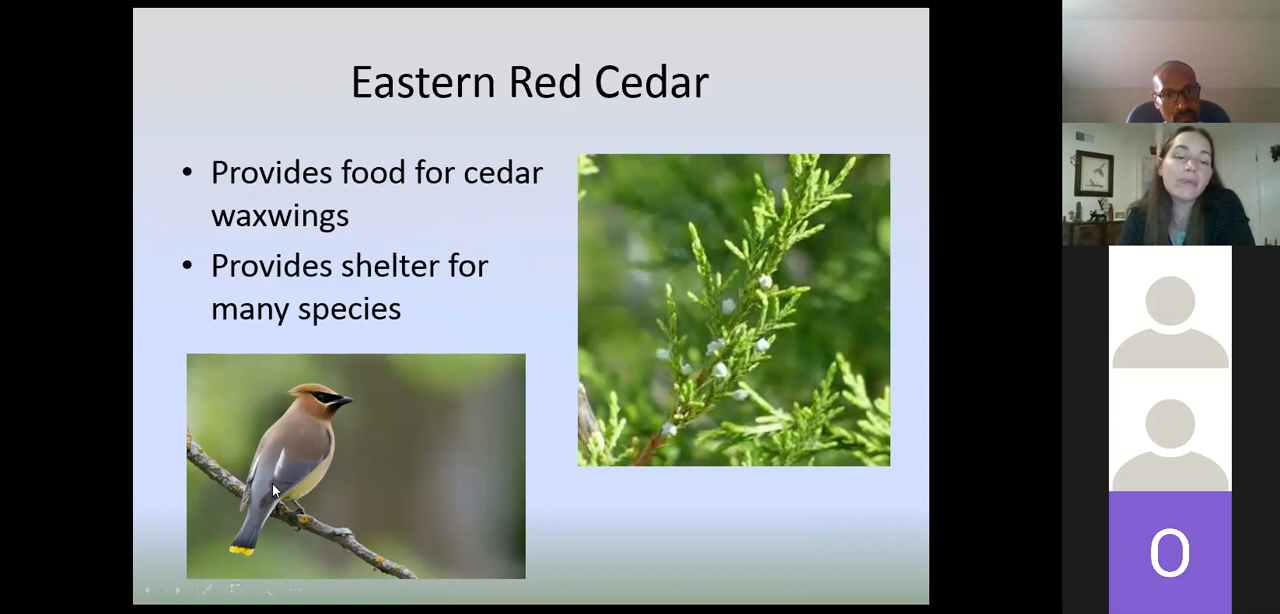 Eastern Red Cedar
• Provides food for cedar
waxwings
• Provides shelter for
many species
O